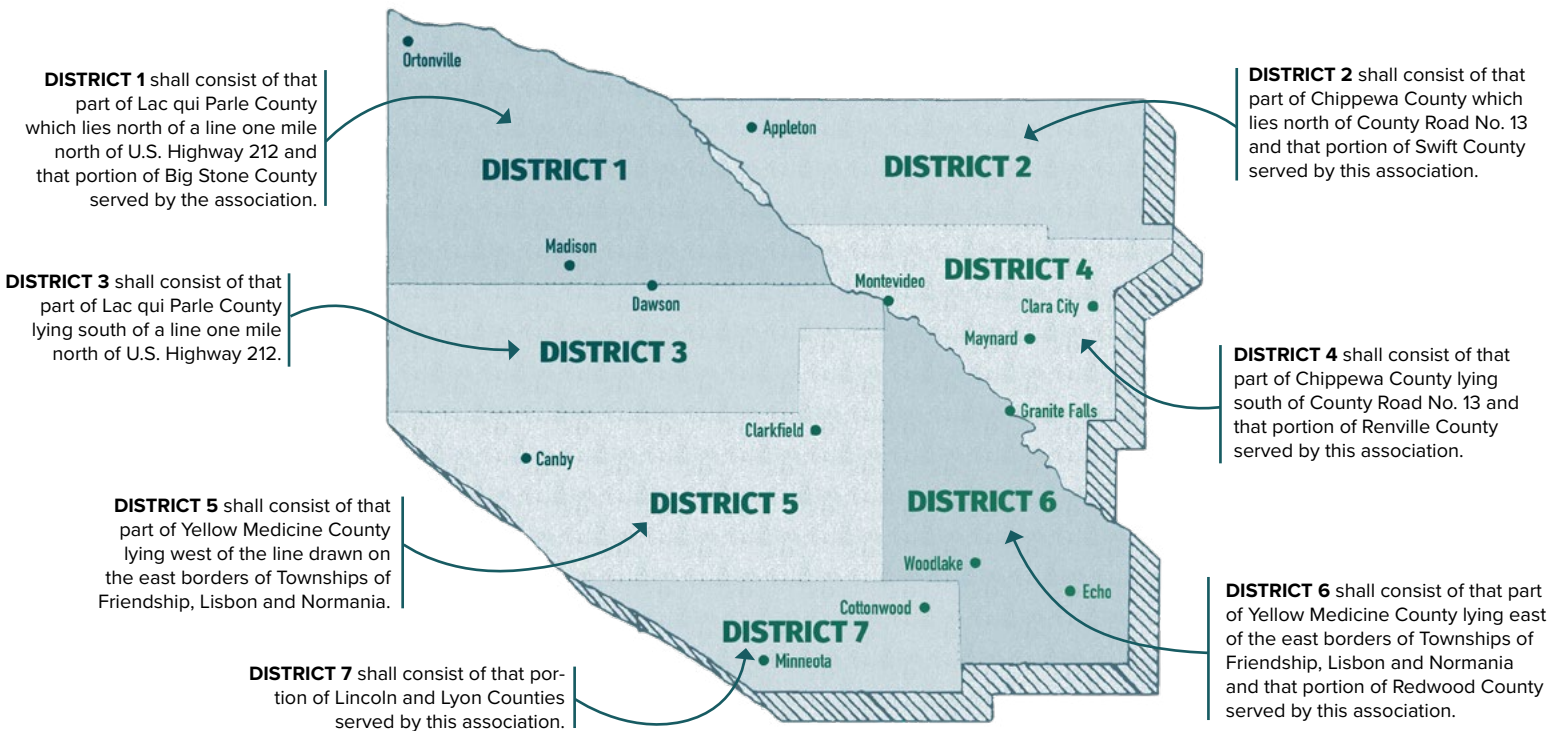 DISTRICT 1 shall consist of that
part of Lac qui Parle County
which lies north of a line one mile
north of U.S. Highway 212 and
that portion of Big Stone County
served by the association.
DISTRICT 3 shall consist of that
part of Lac qui Parle County
lying south of a line one mile
north of U.S. Highway 212.
DISTRICT 5 shall consist of that
part of Yellow Medicine County
lying west of the line drawn on
the east borders of Townships of
Friendship, Lisbon and Normania.
DISTRICT 7 shall consist of that por-
tion of Lincoln and Lyon Counties
served by this association.
Ortonville
Appleton
DISTRICT 1
DISTRICT 2
Madison
DISTRICT 4
Montevideo
Dawson
Clara City
Maynard
DISTRICT 3
Granite Falls
Clarkfield
Canby
DISTRICT 5
DISTRICT 6
Woodlake
Echo
Cottonwood
DISTRICT 7
Minneota
DISTRICT 2 shall consist of that
part of Chippewa County which
lies north of County Road No. 13
and that portion of Swift County
served by this association.
DISTRICT 4 shall consist of that
part of Chippewa County lying
south of County Road No. 13 and
that portion of Renville County
served by this association.
DISTRICT 6 shall consist of that part
of Yellow Medicine County lying east
of the east borders of Townships of
Friendship, Lisbon and Normania
and that portion of Redwood County
served by this association.